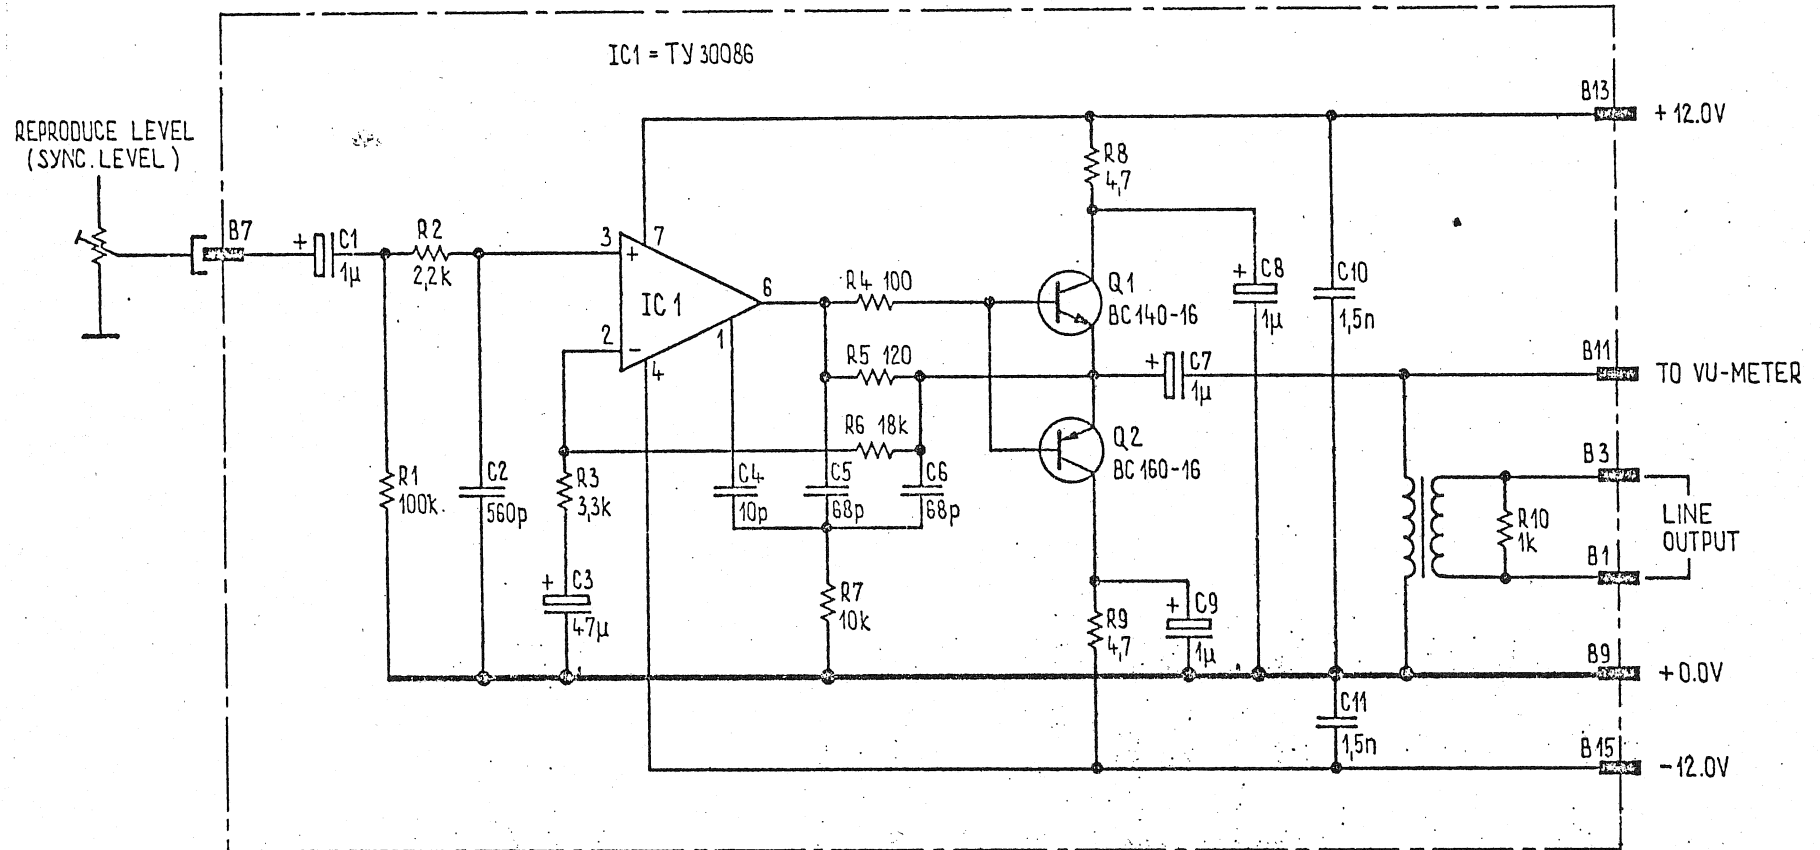 IC1 = TY 30086
B13
+12.0V
REPRODUCE LEVEL
(SYNC. LEVEL)
R8
4,7
B7
+
C1
1µ
R2
2,2k
3
+
7
IC 1
6
2
-
4
1
R4 100
Q1
BC140-16
+
C8
1µ
C10
1,5n
R5 120
+
C7
1µ
B11
TO VU-METER
R6 18k
Q2
BC160-16
R1
100k
C2
560p
R3
3,3k
C4
10p
C5
68p
C6
68p
B3
R10
1k
LINE
OUTPUT
B1
+
C3
47µ
R7
10k
R9
4,7
+
C9
1µ
B9
+0.0V
C11
1,5n
B15
-12.0V